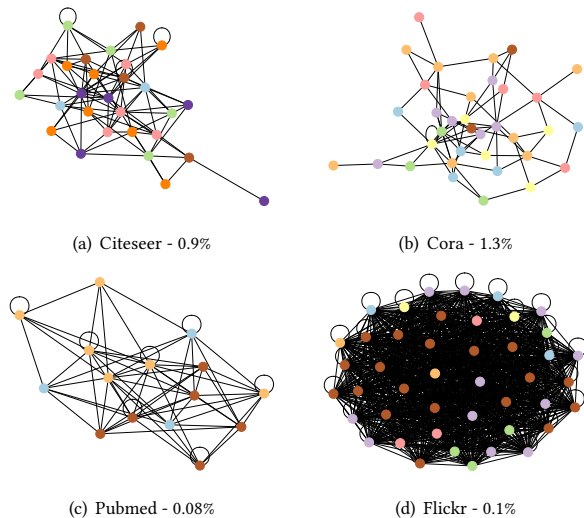 (a) Citeseer - 0.9%
(b) Cora - 1.3%
(c) Pubmed - 0.08%
(d) Flickr - 0.1%